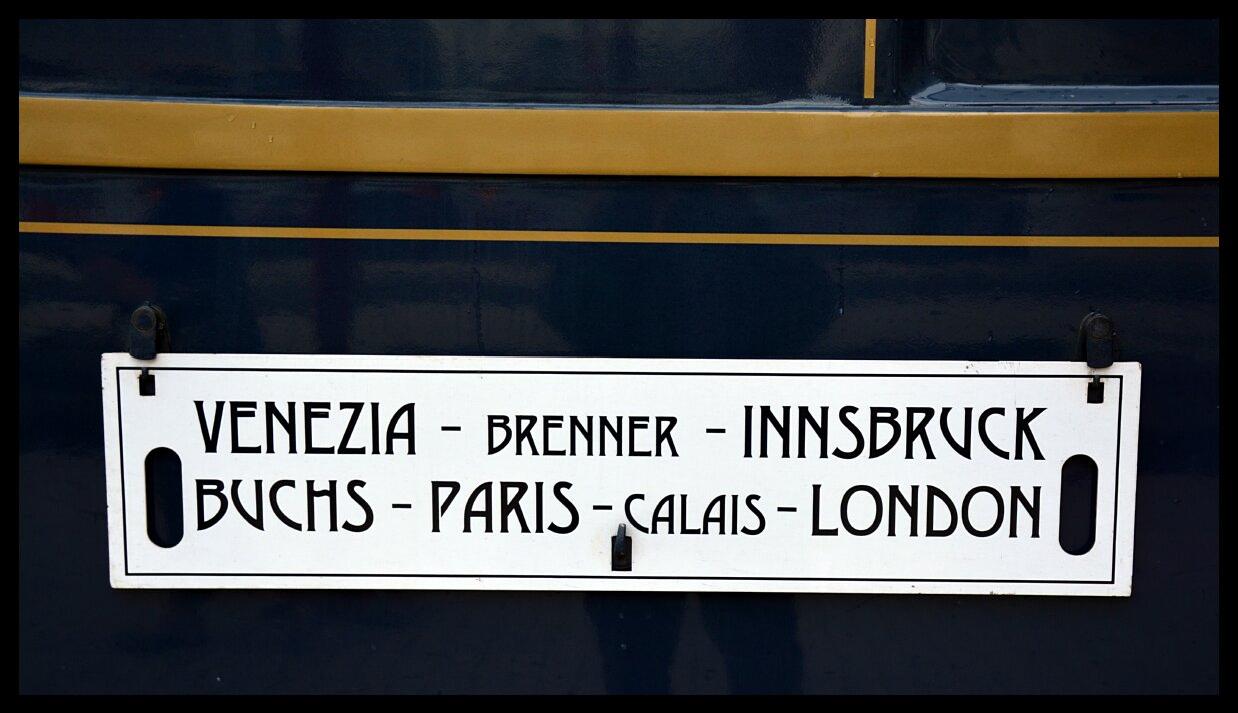 VENEZIA - BRENNER - INNSBRUCK
BUCHS - PARIS - CALAIS - LONDON